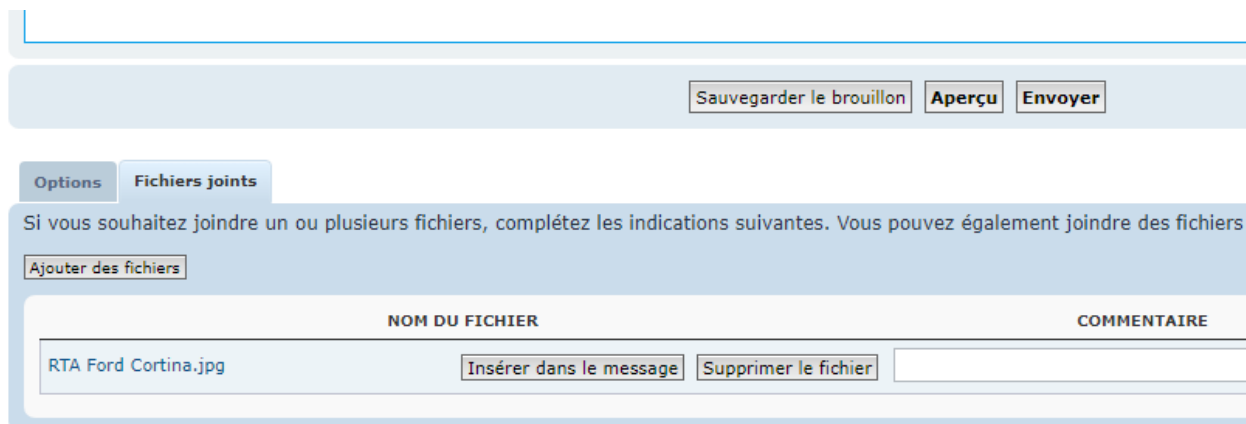 Sauvegarder le brouillon Aperçu Envoyer
Options Fichiers joints
Si vous souhaitez joindre un ou plusieurs fichiers, complétez les indications suivantes. Vous pouvez également joindre des fichiers
Ajouter des fichiers
NOM DU FICHIER COMMENTAIRE
RTA Ford Cortina.jpg Insérer dans le message Supprimer le fichier